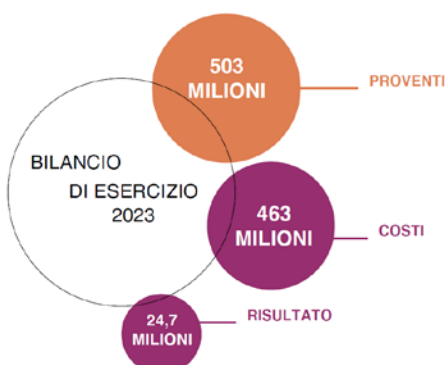 503
MILIONI
PROVENTI
BILANCIO
DI ESERCIZIO
2023
463
MILIONI
COSTI
24,7
MILIONI
RISULTATO